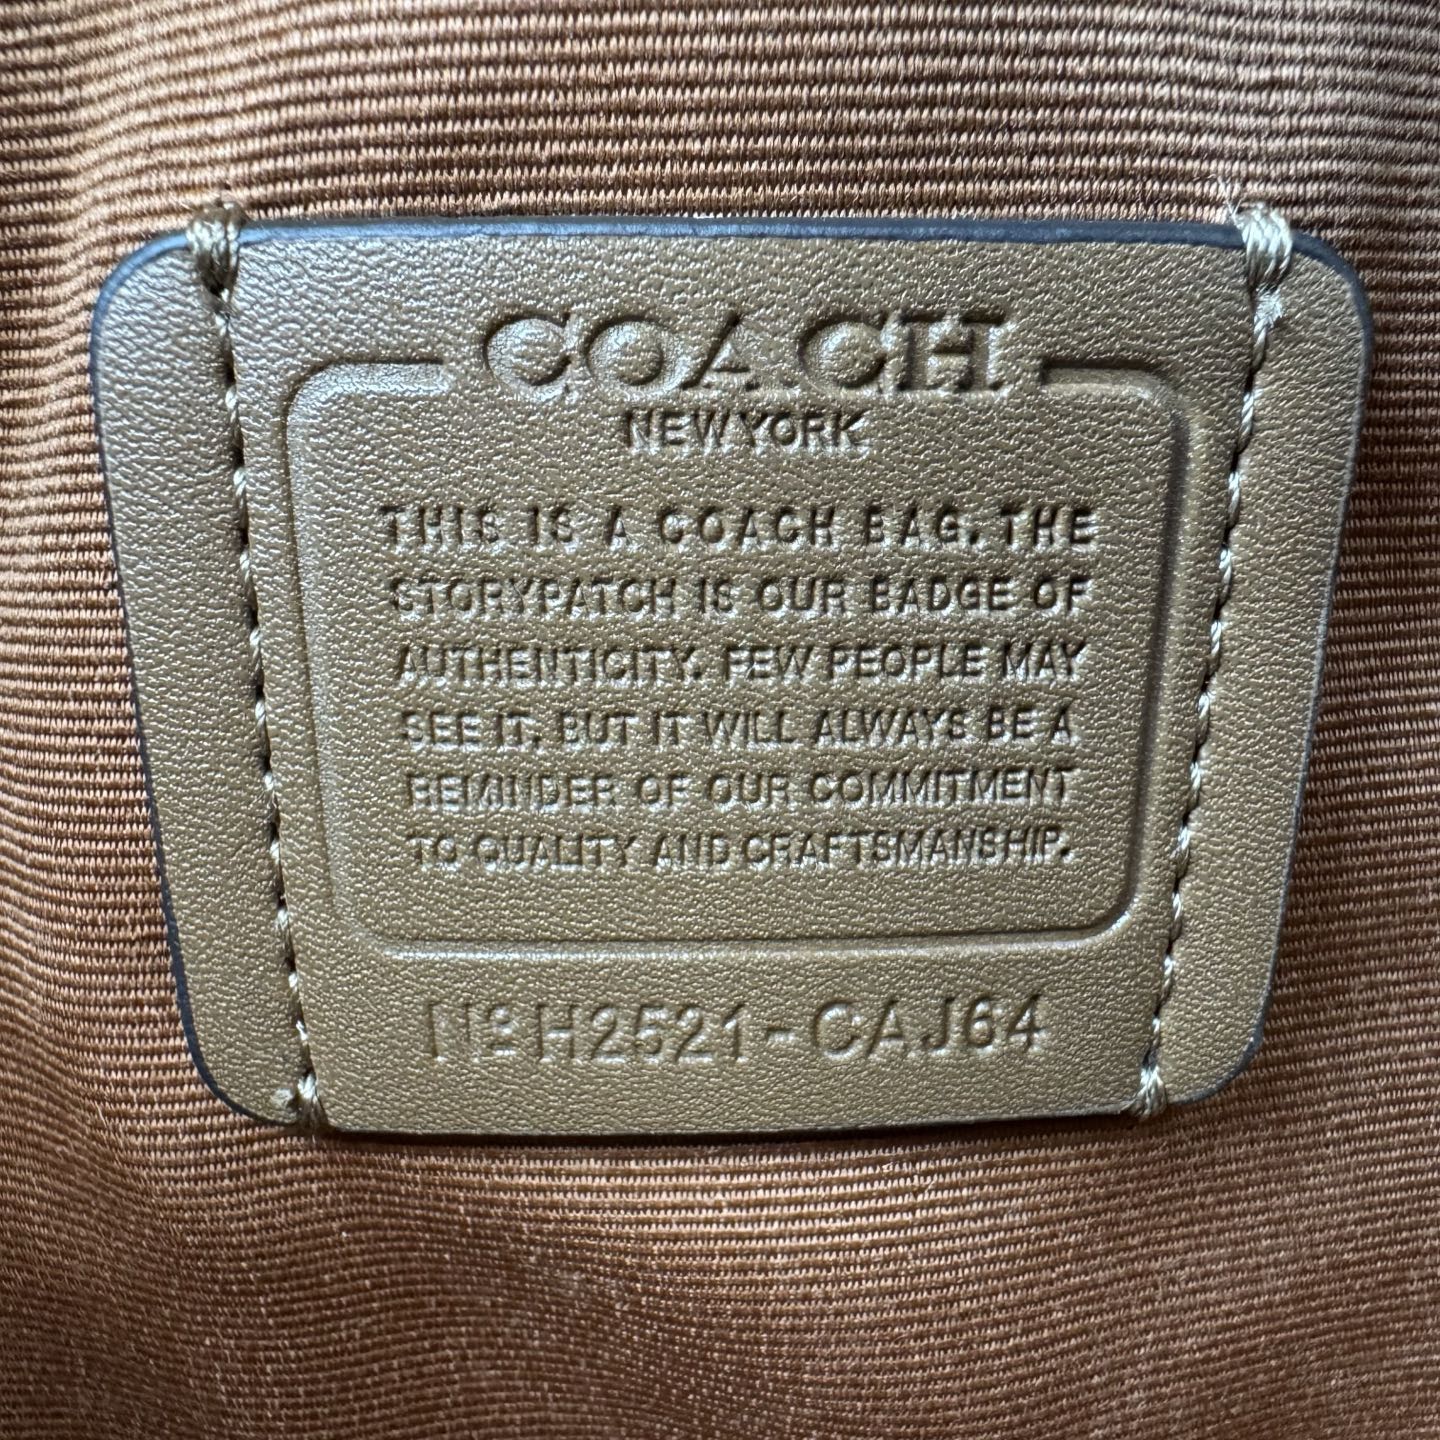 COACH
NEW YORK
THIS IS A COACH BAG. THE
STORYPATCH IS OUR BADGE OF
AUTHENTICITY. FEW PEOPLE MAY
SEE IT, BUT IT WILL ALWAYS BE A
REMINDER OF OUR COMMITMENT
TO QUALITY AND CRAFTSMANSHIP.
Nº H2521-CAJ64